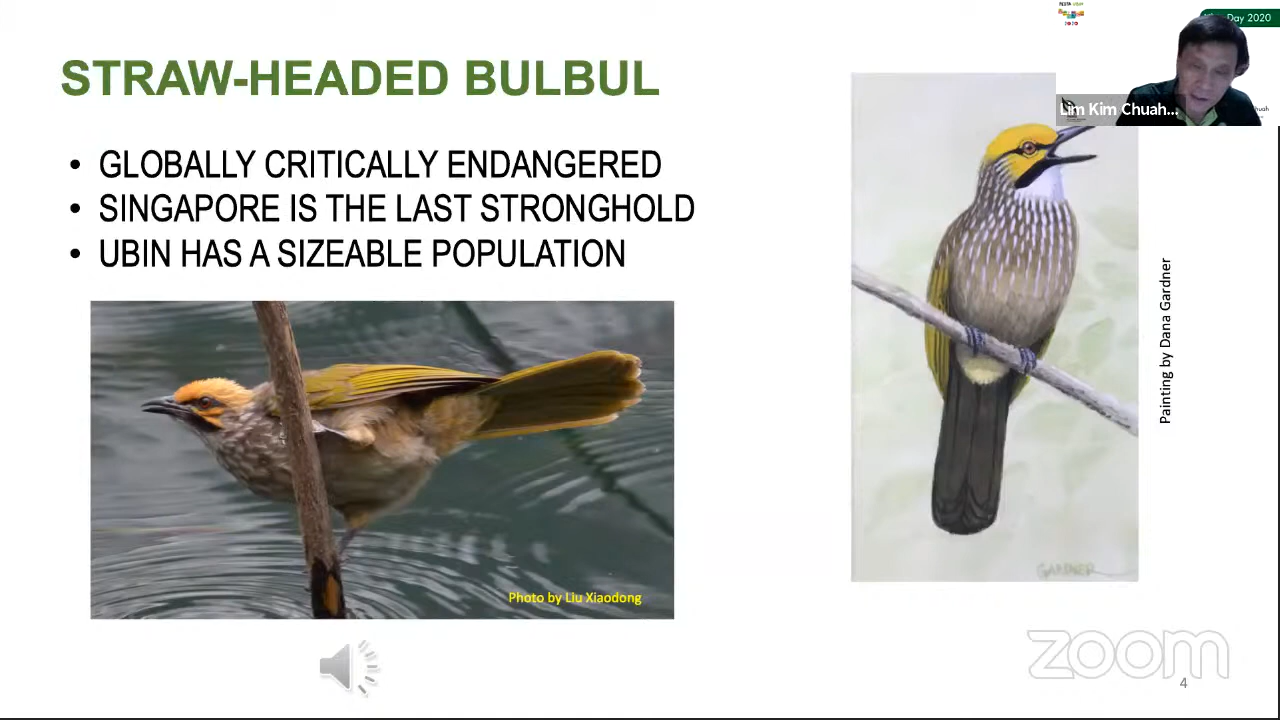 STRAW-HEADED BULBUL
• GLOBALLY CRITICALLY ENDANGERED
• SINGAPORE IS THE LAST STRONGHOLD
• UBIN HAS A SIZEABLE POPULATION
Photo by Liu Xiaodong
Painting by Dana Gardner
GARDNER
Day 2020
Lim Kim Chuah...
zoom
4